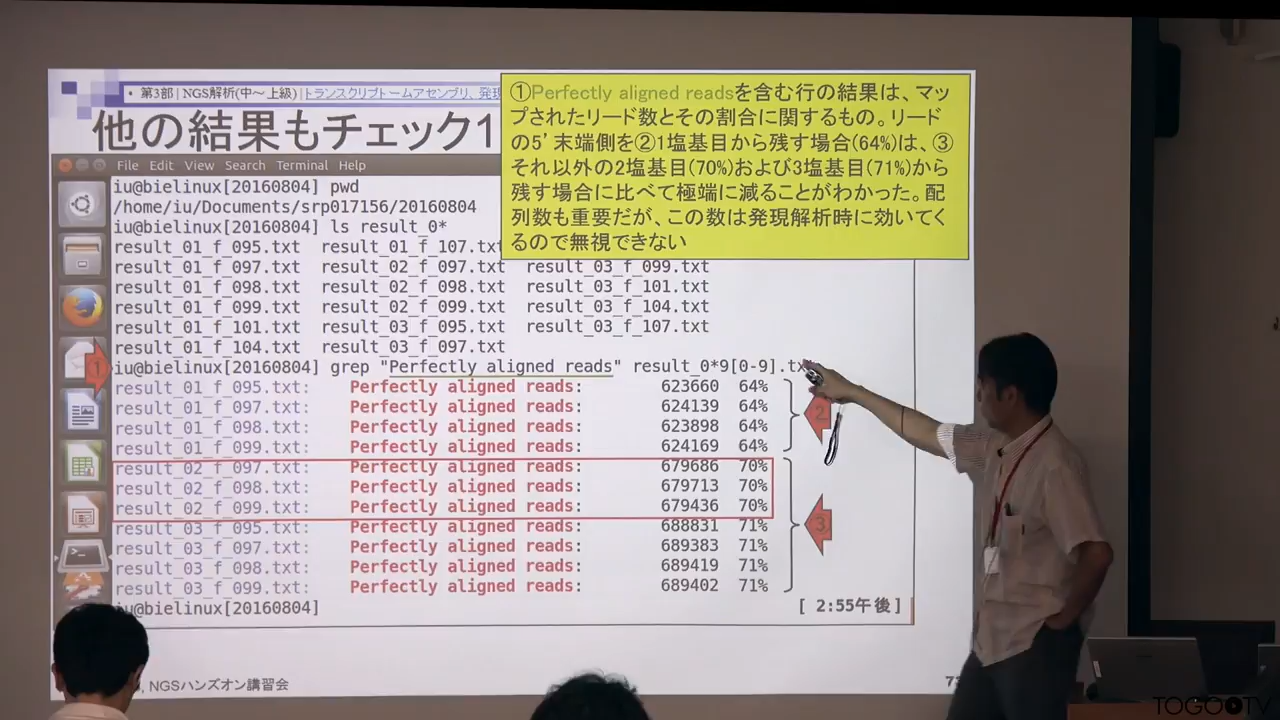 • 第3部 | NGS解析(中～上級) | トランスクリプトームアセンブリ、発現
他の結果もチェック1
①Perfectly aligned readsを含む行の結果は、マッ
プされたリード数とその割合に関するもの。リード
の5’末端側を②1塩基目から残す場合(64%)は、③
それ以外の2塩基目(70%)および3塩基目(71%)から
残す場合に比べて極端に減ることがわかった。配
列数も重要だが、この数は発現解析時に効いてく
るので無視できない
File Edit View Search Terminal Help
iu@bielinux[20160804] pwd
/home/iu/Documents/srp017156/20160804
iu@bielinux[20160804] ls result_0*
result_01_f_095.txt result_01_f_107.txt
result_01_f_097.txt result_02_f_097.txt result_03_f_099.txt
result_01_f_098.txt result_02_f_098.txt result_03_f_101.txt
result_01_f_099.txt result_02_f_099.txt result_03_f_104.txt
result_01_f_101.txt result_03_f_095.txt result_03_f_107.txt
result_01_f_104.txt result_03_f_097.txt
① iu@bielinux[20160804] grep "Perfectly aligned reads" result_0*9[0-9].tx
result_01_f_095.txt: Perfectly aligned reads: 623660 64%
result_01_f_097.txt: Perfectly aligned reads: 624139 64%
result_01_f_098.txt: Perfectly aligned reads: 623898 64%
result_01_f_099.txt: Perfectly aligned reads: 624169 64%
②
result_02_f_097.txt: Perfectly aligned reads: 679686 70%
result_02_f_098.txt: Perfectly aligned reads: 679713 70%
result_02_f_099.txt: Perfectly aligned reads: 679436 70%
result_03_f_095.txt: Perfectly aligned reads: 688831 71%
③
result_03_f_097.txt: Perfectly aligned reads: 689383 71%
result_03_f_098.txt: Perfectly aligned reads: 689419 71%
result_03_f_099.txt: Perfectly aligned reads: 689402 71%
iu@bielinux[20160804]
[ 2:55午後 ]
, NGSハンズオン講習会
TOGOTV